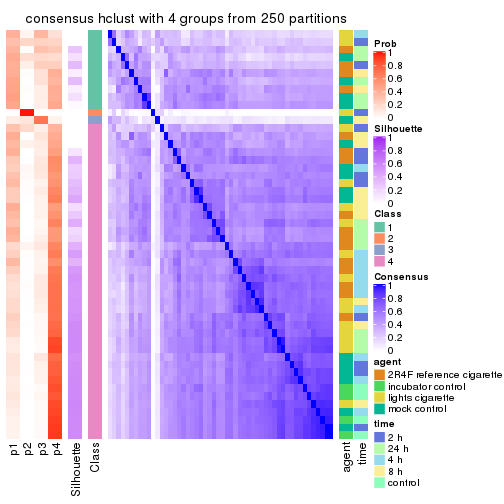 consensus hclust with 4 groups from 250 partitions
p1
p2
p3
p4
Silhouette
Class
agent
time
Prob
1
0.8
0.6
0.4
0.2
0
Silhouette
1
0.8
0.6
0.4
0.2
0
Class
1
2
3
4
Consensus
1
0.8
0.6
0.4
0.2
0
agent
2R4F reference cigarette
incubator control
lights cigarette
mock control
time
2 h
24 h
4 h
8 h
control